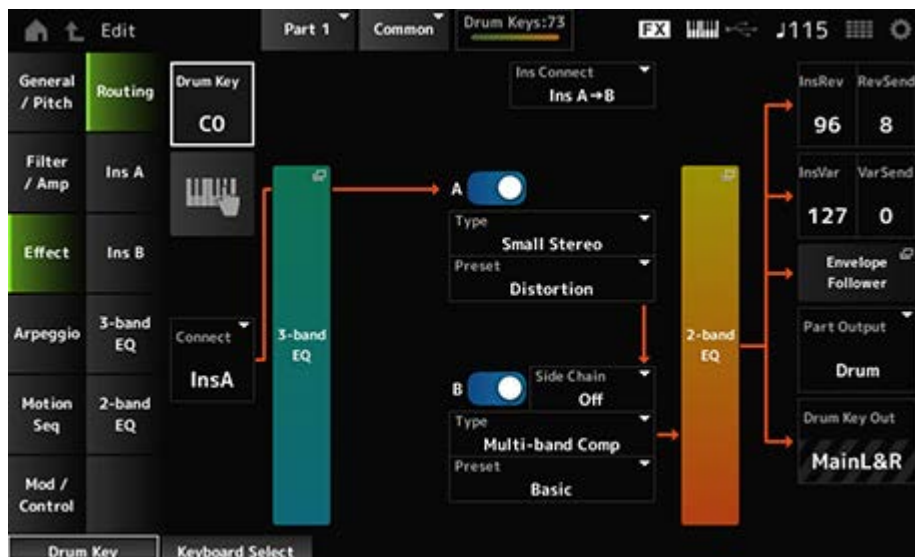 Edit
Part 1
Common
Drum Keys:73
FX
♩115
General
/ Pitch
Filter
/ Amp
Effect
Arpeggio
Motion
Seq
Mod /
Control
Routing
Ins A
Ins B
3-band
EQ
2-band
EQ
Drum Key
C0
Connect
InsA
3-band
EQ
Ins Connect
Ins A→B
A
Type
Small Stereo
Preset
Distortion
B
Side Chain
Off
Type
Multi-band Comp
Preset
Basic
2-band
EQ
InsRev RevSend
96 8
InsVar VarSend
127 0
Envelope
Follower
Part Output
Drum
Drum Key Out
MainL&R
Drum Key
Keyboard Select